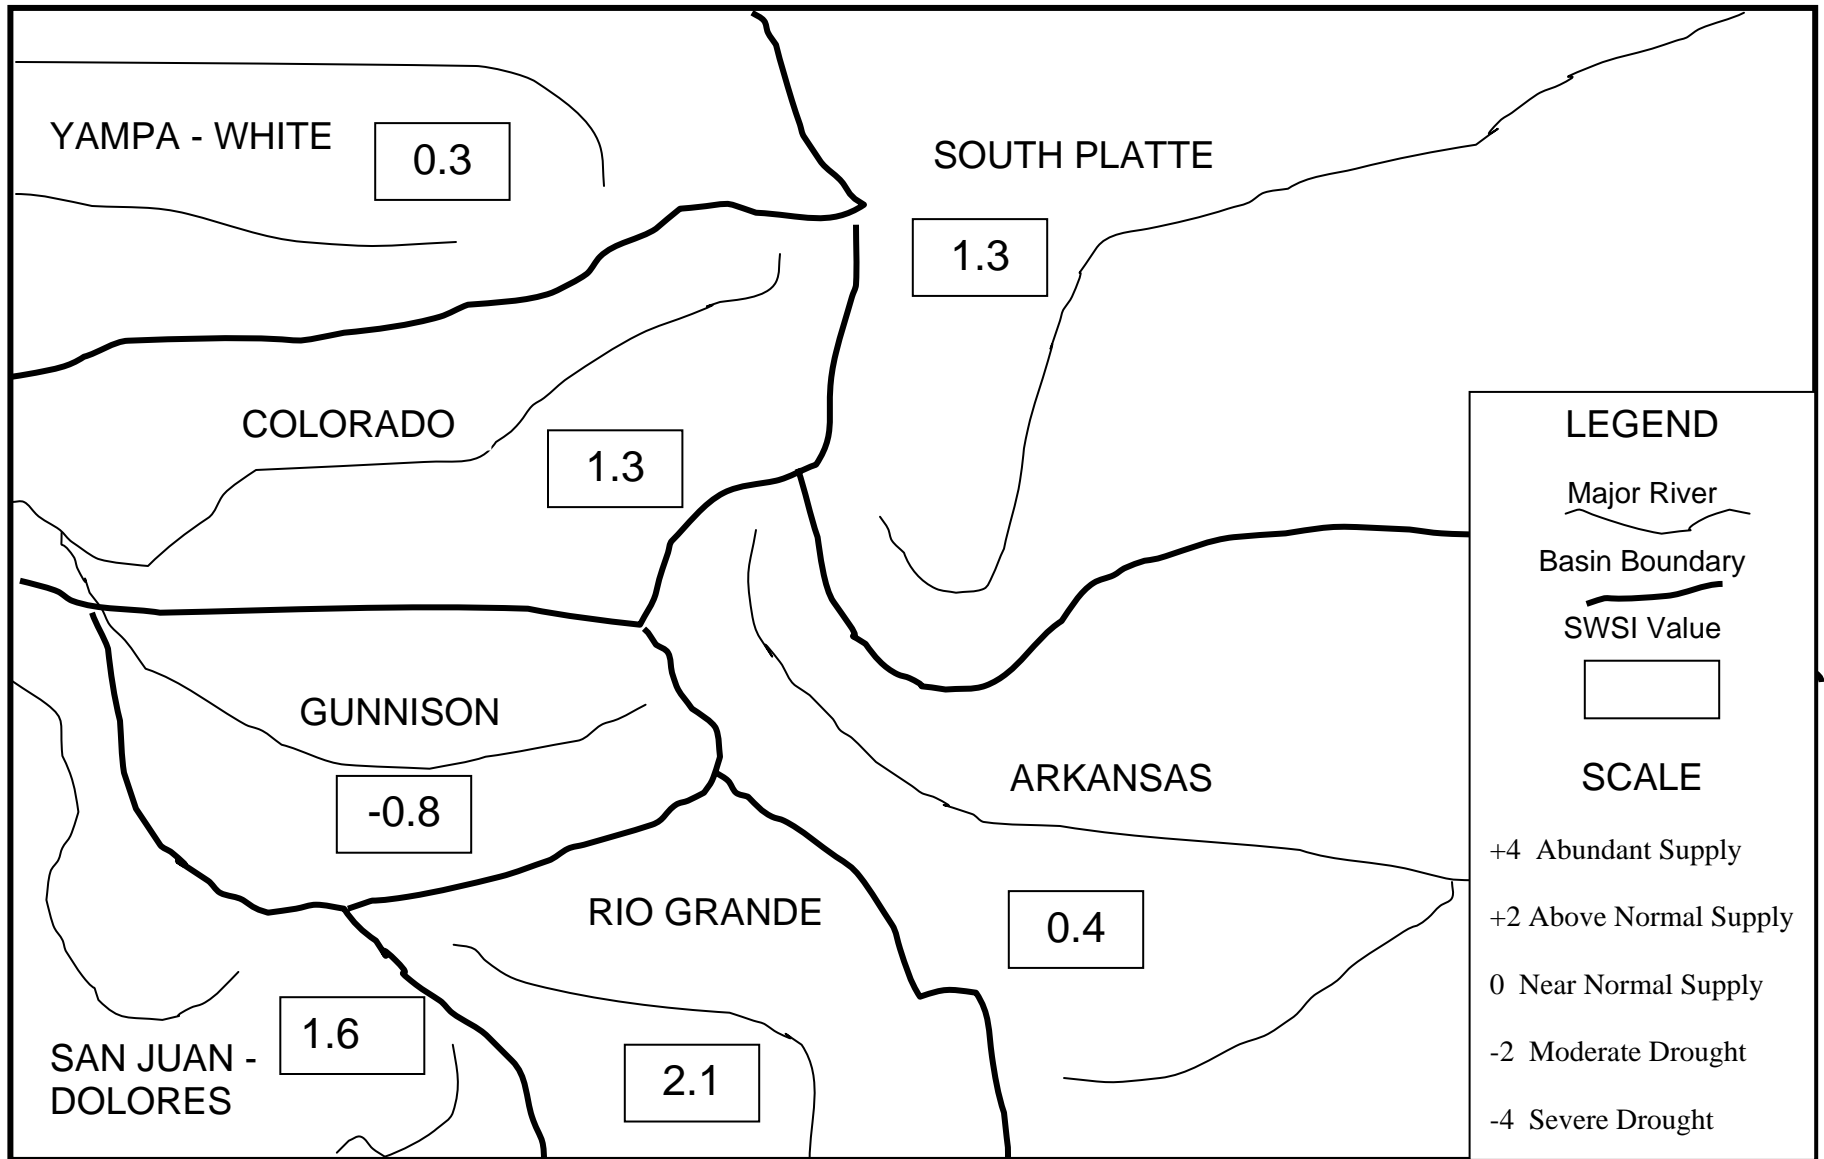 YAMPA - WHITE
0.3
SOUTH PLATTE
1.3
COLORADO
1.3
GUNNISON
-0.8
ARKANSAS
0.4
RIO GRANDE
2.1
SAN JUAN -
DOLORES
1.6
LEGEND
Major River
Basin Boundary
SWSI Value
SCALE
+4 Abundant Supply
+2 Above Normal Supply
0 Near Normal Supply
-2 Moderate Drought
-4 Severe Drought